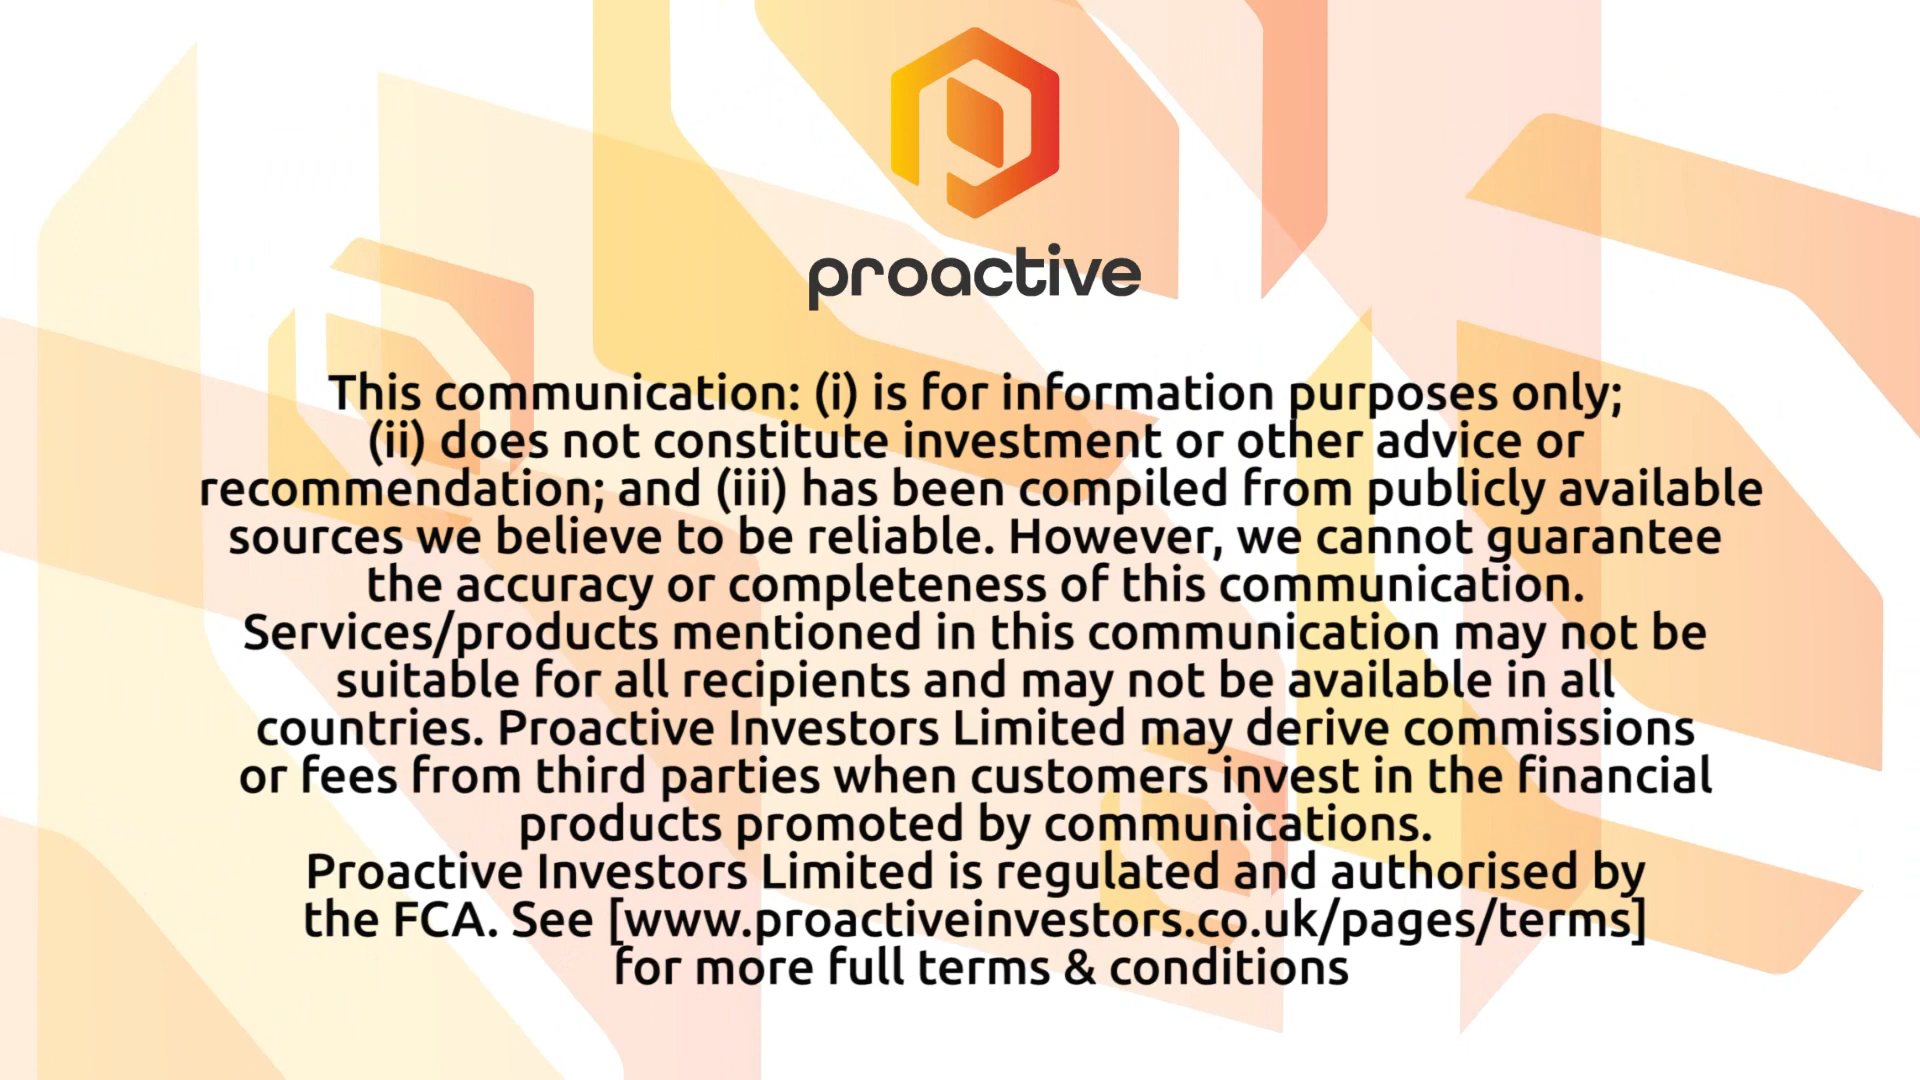 proactive
This communication: (i) is for information purposes only;
(ii) does not constitute investment or other advice or
recommendation; and (iii) has been compiled from publicly available
sources we believe to be reliable. However, we cannot guarantee
the accuracy or completeness of this communication.
Services/products mentioned in this communication may not be
suitable for all recipients and may not be available in all
countries. Proactive Investors Limited may derive commissions
or fees from third parties when customers invest in the financial
products promoted by communications.
Proactive Investors Limited is regulated and authorised by
the FCA. See [www.proactiveinvestors.co.uk/pages/terms]
for more full terms & conditions